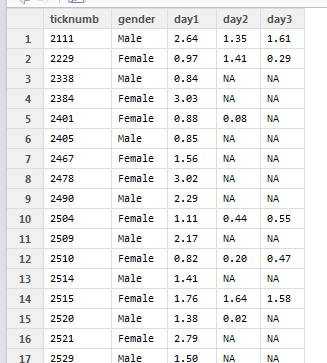 ticknumb gender day1 day2 day3
1 2111 Male 2.64 1.35 1.61
2 2229 Female 0.97 1.41 0.29
3 2338 Male 0.84 NA NA
4 2384 Female 3.03 NA NA
5 2401 Female 0.88 0.08 NA
6 2405 Male 0.85 NA NA
7 2467 Female 1.56 NA NA
8 2478 Female 3.02 NA NA
9 2490 Male 2.29 NA NA
10 2504 Female 1.11 0.44 0.55
11 2509 Male 2.17 NA NA
12 2510 Female 0.82 0.20 0.47
13 2514 Male 1.41 NA NA
14 2515 Female 1.76 1.64 1.58
15 2520 Male 1.38 0.02 NA
16 2521 Female 2.79 NA NA
17 2529 Male 1.50 NA NA